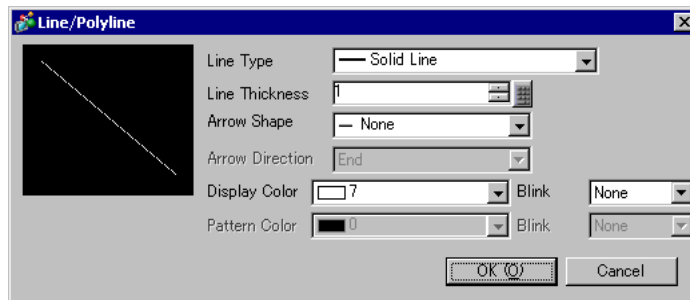 Line/Polyline
Line Type Solid Line
Line Thickness 1
Arrow Shape None
Arrow Direction End
Display Color 7 Blink None
Pattern Color 0 Blink None
OK (O) Cancel